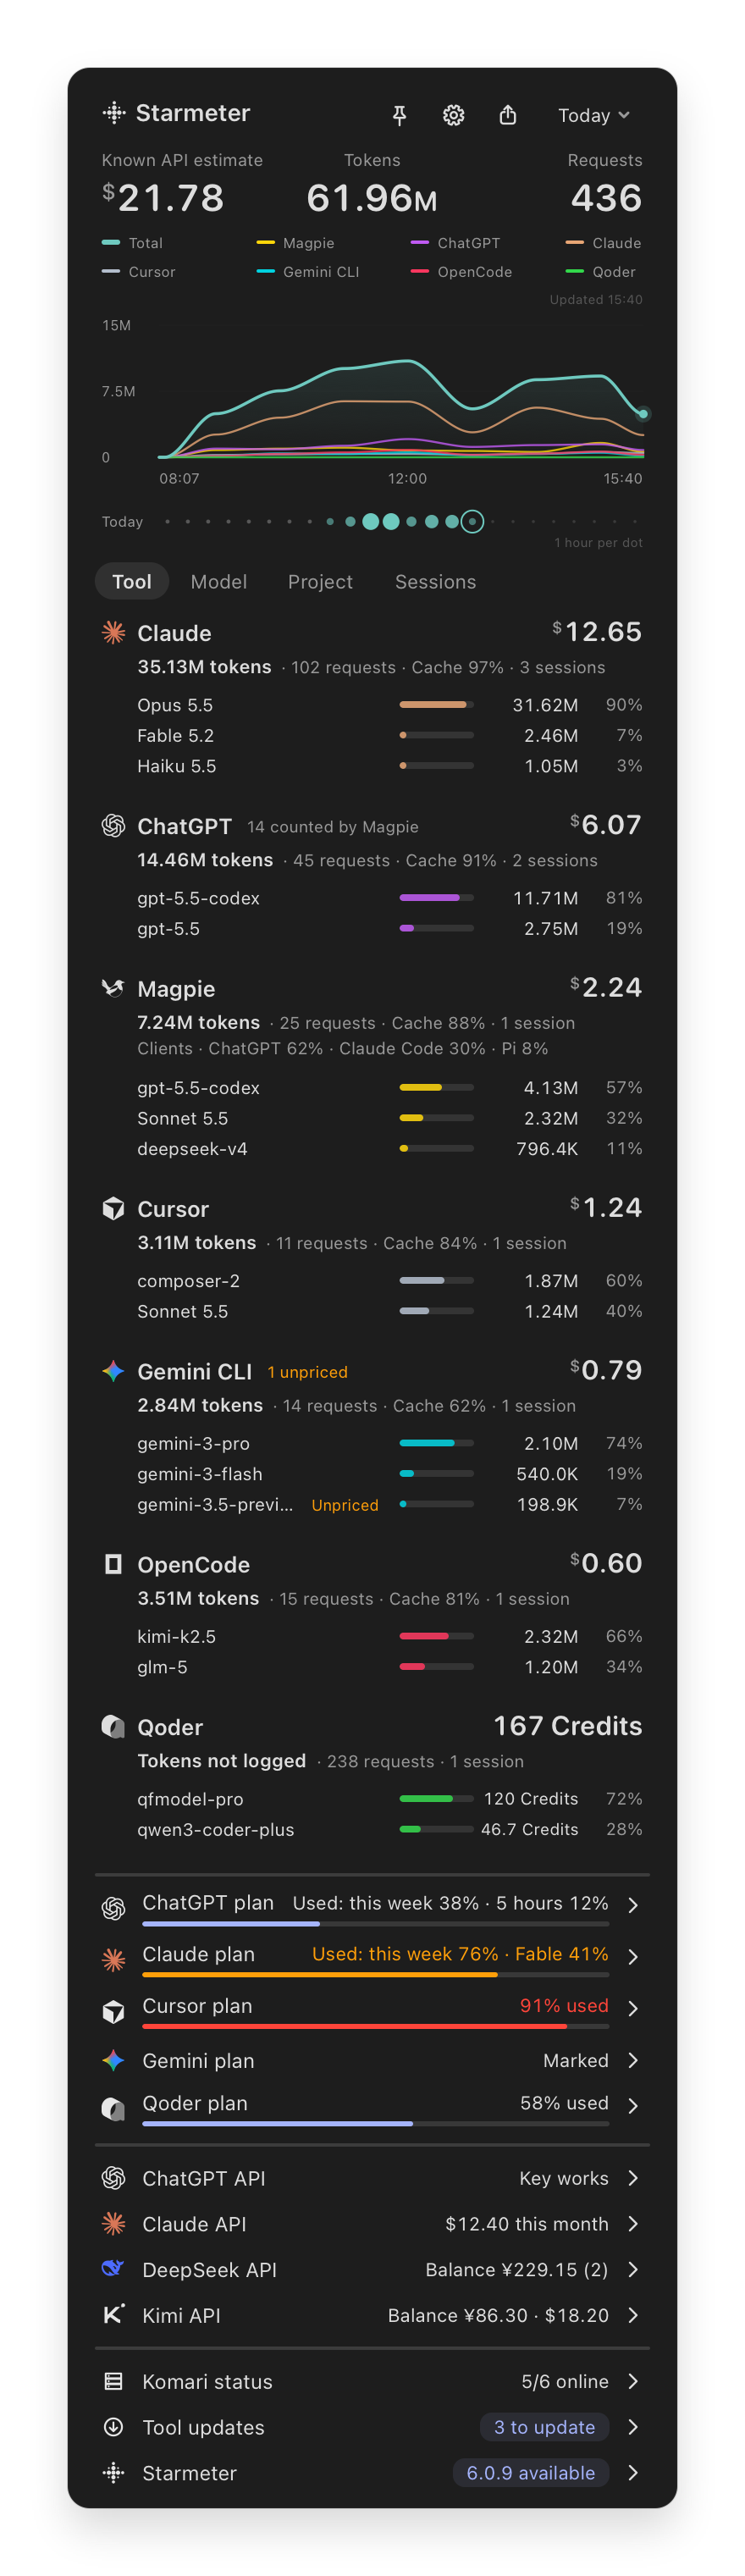 Starmeter Today
Known API estimate Tokens Requests
$21.78 61.96M 436
Total Magpie ChatGPT Claude
Cursor Gemini CLI OpenCode Qoder
Updated 15:40
15M
7.5M
0
08:07 12:00 15:40
Today
1 hour per dot
Tool Model Project Sessions
Claude $12.65
35.13M tokens · 102 requests · Cache 97% · 3 sessions
Opus 5.5 31.62M 90%
Fable 5.2 2.46M 7%
Haiku 5.5 1.05M 3%
ChatGPT 14 counted by Magpie $6.07
14.46M tokens · 45 requests · Cache 91% · 2 sessions
gpt-5.5-codex 11.71M 81%
gpt-5.5 2.75M 19%
Magpie $2.24
7.24M tokens · 25 requests · Cache 88% · 1 session
Clients · ChatGPT 62% · Claude Code 30% · Pi 8%
gpt-5.5-codex 4.13M 57%
Sonnet 5.5 2.32M 32%
deepseek-v4 796.4K 11%
Cursor $1.24
3.11M tokens · 11 requests · Cache 84% · 1 session
composer-2 1.87M 60%
Sonnet 5.5 1.24M 40%
Gemini CLI 1 unpriced $0.79
2.84M tokens · 14 requests · Cache 62% · 1 session
gemini-3-pro 2.10M 74%
gemini-3-flash 540.0K 19%
gemini-3.5-previ... Unpriced 198.9K 7%
OpenCode $0.60
3.51M tokens · 15 requests · Cache 81% · 1 session
kimi-k2.5 2.32M 66%
glm-5 1.20M 34%
Qoder 167 Credits
Tokens not logged · 238 requests · 1 session
qfmodel-pro 120 Credits 72%
qwen3-coder-plus 46.7 Credits 28%
ChatGPT plan Used: this week 38% · 5 hours 12%
Claude plan Used: this week 76% · Fable 41%
Cursor plan 91% used
Gemini plan Marked
Qoder plan 58% used
ChatGPT API Key works
Claude API $12.40 this month
DeepSeek API Balance ¥229.15 (2)
Kimi API Balance ¥86.30 · $18.20
Komari status 5/6 online
Tool updates 3 to update
Starmeter 6.0.9 available